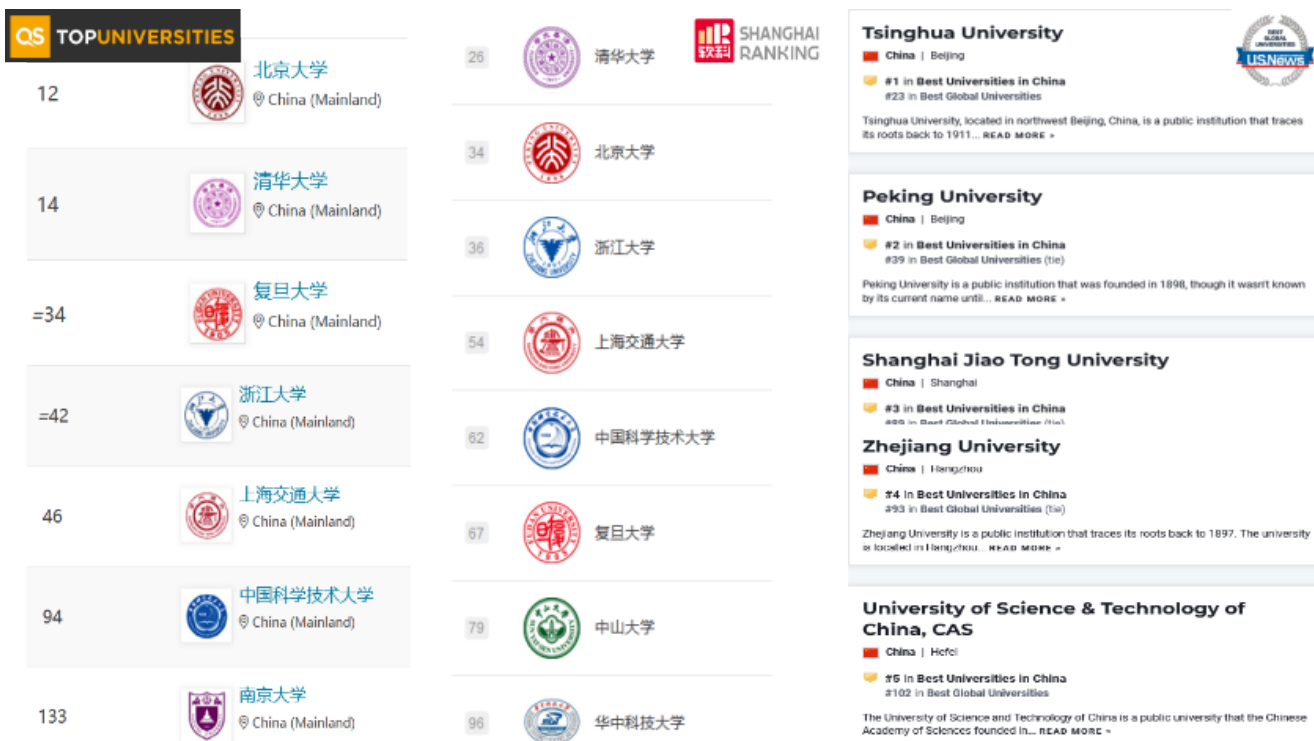 QS TOPUNIVERSITIES
12
北京大学
China (Mainland)
14
清华大学
China (Mainland)
=34
复旦大学
China (Mainland)
=42
浙江大学
China (Mainland)
46
上海交通大学
China (Mainland)
94
中国科学技术大学
China (Mainland)
133
南京大学
China (Mainland)
软科 SHANGHAI
RANKING
26 清华大学
34 北京大学
36 浙江大学
54 上海交通大学
62 中国科学技术大学
67 复旦大学
79 中山大学
96 华中科技大学
BEST
GLOBAL
UNIVERSITIES
U.S.News
Tsinghua University
China | Beijing
#1 in Best Universities in China
#23 in Best Global Universities
Tsinghua University, located in northwest Beijing, China, is a public institution that traces
its roots back to 1911... READ MORE »
Peking University
China | Beijing
#2 in Best Universities in China
#39 in Best Global Universities (tie)
Peking University is a public institution that was founded in 1898, though it wasn't known
by its current name until... READ MORE »
Shanghai Jiao Tong University
China | Shanghai
#3 in Best Universities in China
#89 in Best Global Universities (tie)
Zhejiang University
China | Hangzhou
#4 in Best Universities in China
#93 in Best Global Universities (tie)
Zhejiang University is a public institution that traces its roots back to 1897. The university
is located in Hangzhou... READ MORE »
University of Science & Technology of
China, CAS
China | Hefei
#5 in Best Universities in China
#102 in Best Global Universities
The University of Science and Technology of China is a public university that the Chinese
Academy of Sciences founded in... READ MORE »